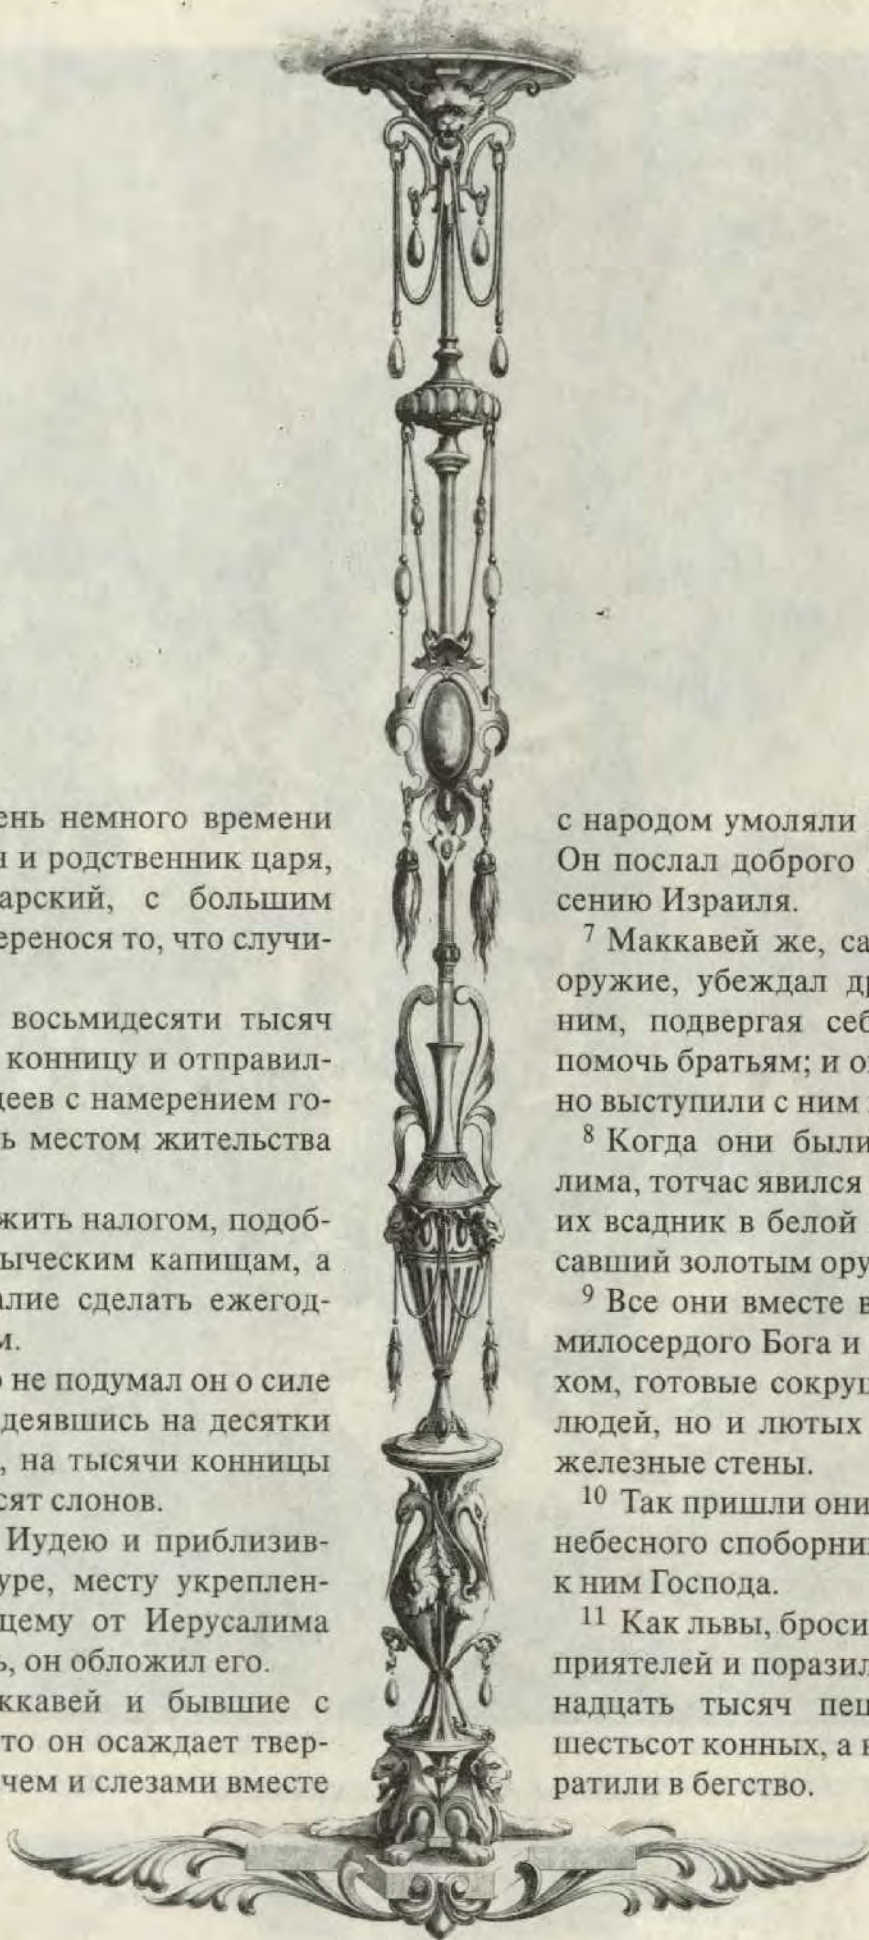 ень немного времени
и и родственник царя,
арский, с большим
еренося то, что случи-
восьмидесяти тысяч
конницу и отправил-
деев с намерением го-
ь местом жительства
жить налогом, подоб-
ыческим капищам, а
алие сделать ежегод-
м.
о не подумал он о силе
деявшись на десятки
, на тысячи конницы
сят слонов.
Иудею и приблизив-
уре, месту укреплен-
щему от Иерусалима
ь, он обложил его.
ккавей и бывшие с
то он осаждает твер-
чем и слезами вместе
с народом умоляли
Он послал доброго
сению Израиля.
7 Маккавей же, са
оружие, убеждал др
ним, подвергая себ
помочь братьям; и о
но выступили с ним
8 Когда они были
лима, тотчас явился
их всадник в белой
савший золотым ору
9 Все они вместе в
милосердого Бога и
хом, готовые сокруш
людей, но и лютых
железные стены.
10 Так пришли они
небесного споборни
к ним Господа.
11 Как львы, броси
приятелей и поразил
надцать тысяч пеш
шестьсот конных, а
ратили в бегство.